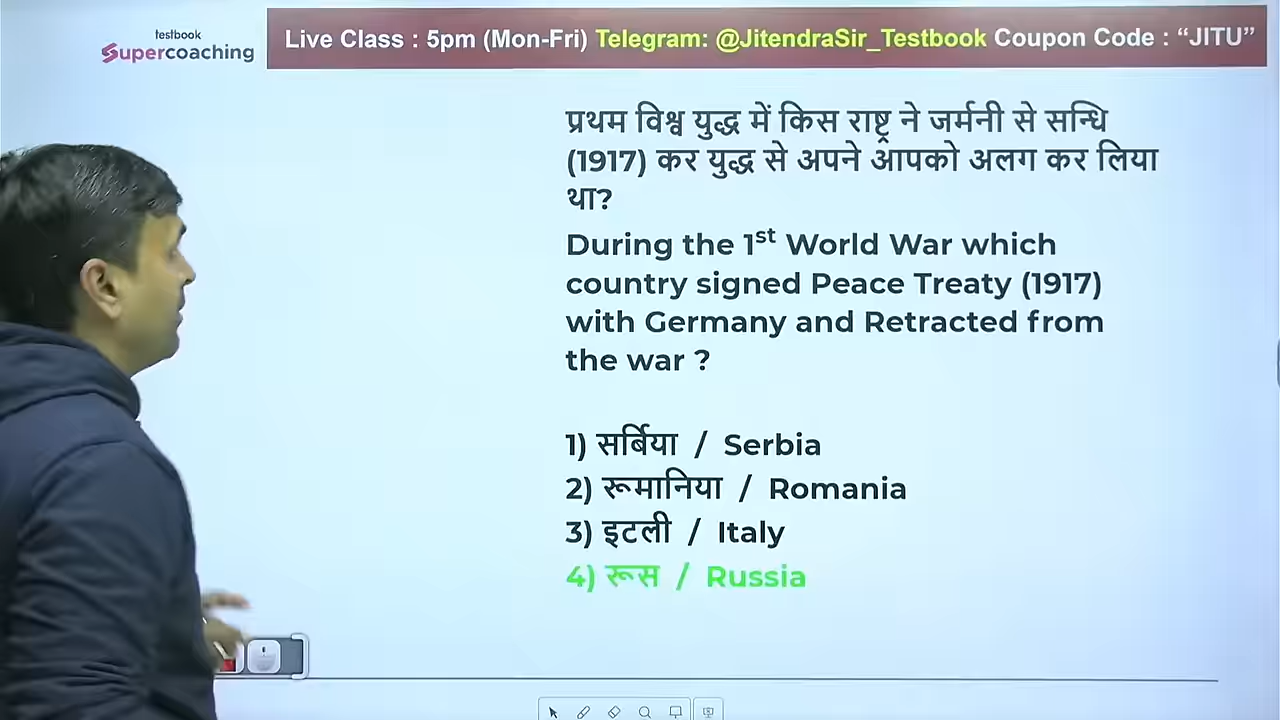 testbook
Supercoaching
Live Class : 5pm (Mon-Fri) Telegram: @JitendraSir_Testbook Coupon Code : “JITU”
प्रथम विश्व युद्ध में किस राष्ट्र ने जर्मनी से सन्धि
(1917) कर युद्ध से अपने आपको अलग कर लिया
था?
During the 1st World War which
country signed Peace Treaty (1917)
with Germany and Retracted from
the war ?
1) सर्बिया / Serbia
2) रूमानिया / Romania
3) इटली / Italy
4) रूस / Russia